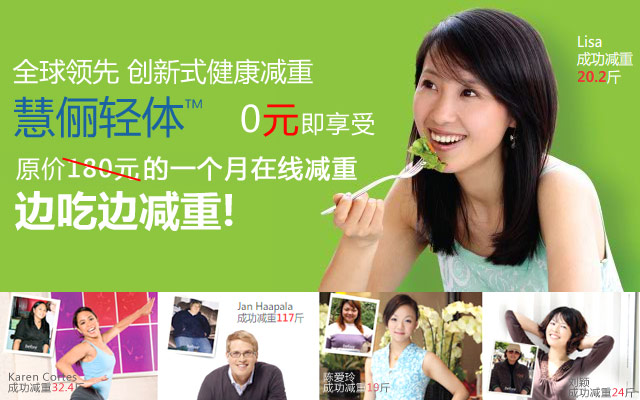 Lisa
成功减重
20.2斤
全球领先 创新式健康减重
慧俪轻体™ 0元即享受
原价180元的一个月在线减重
边吃边减重!
before
Karen Cortes
成功减重32.4斤
Jan Haapala
成功减重117斤
before
陈爱玲
成功减重19斤
before
刘颖
成功减重24斤